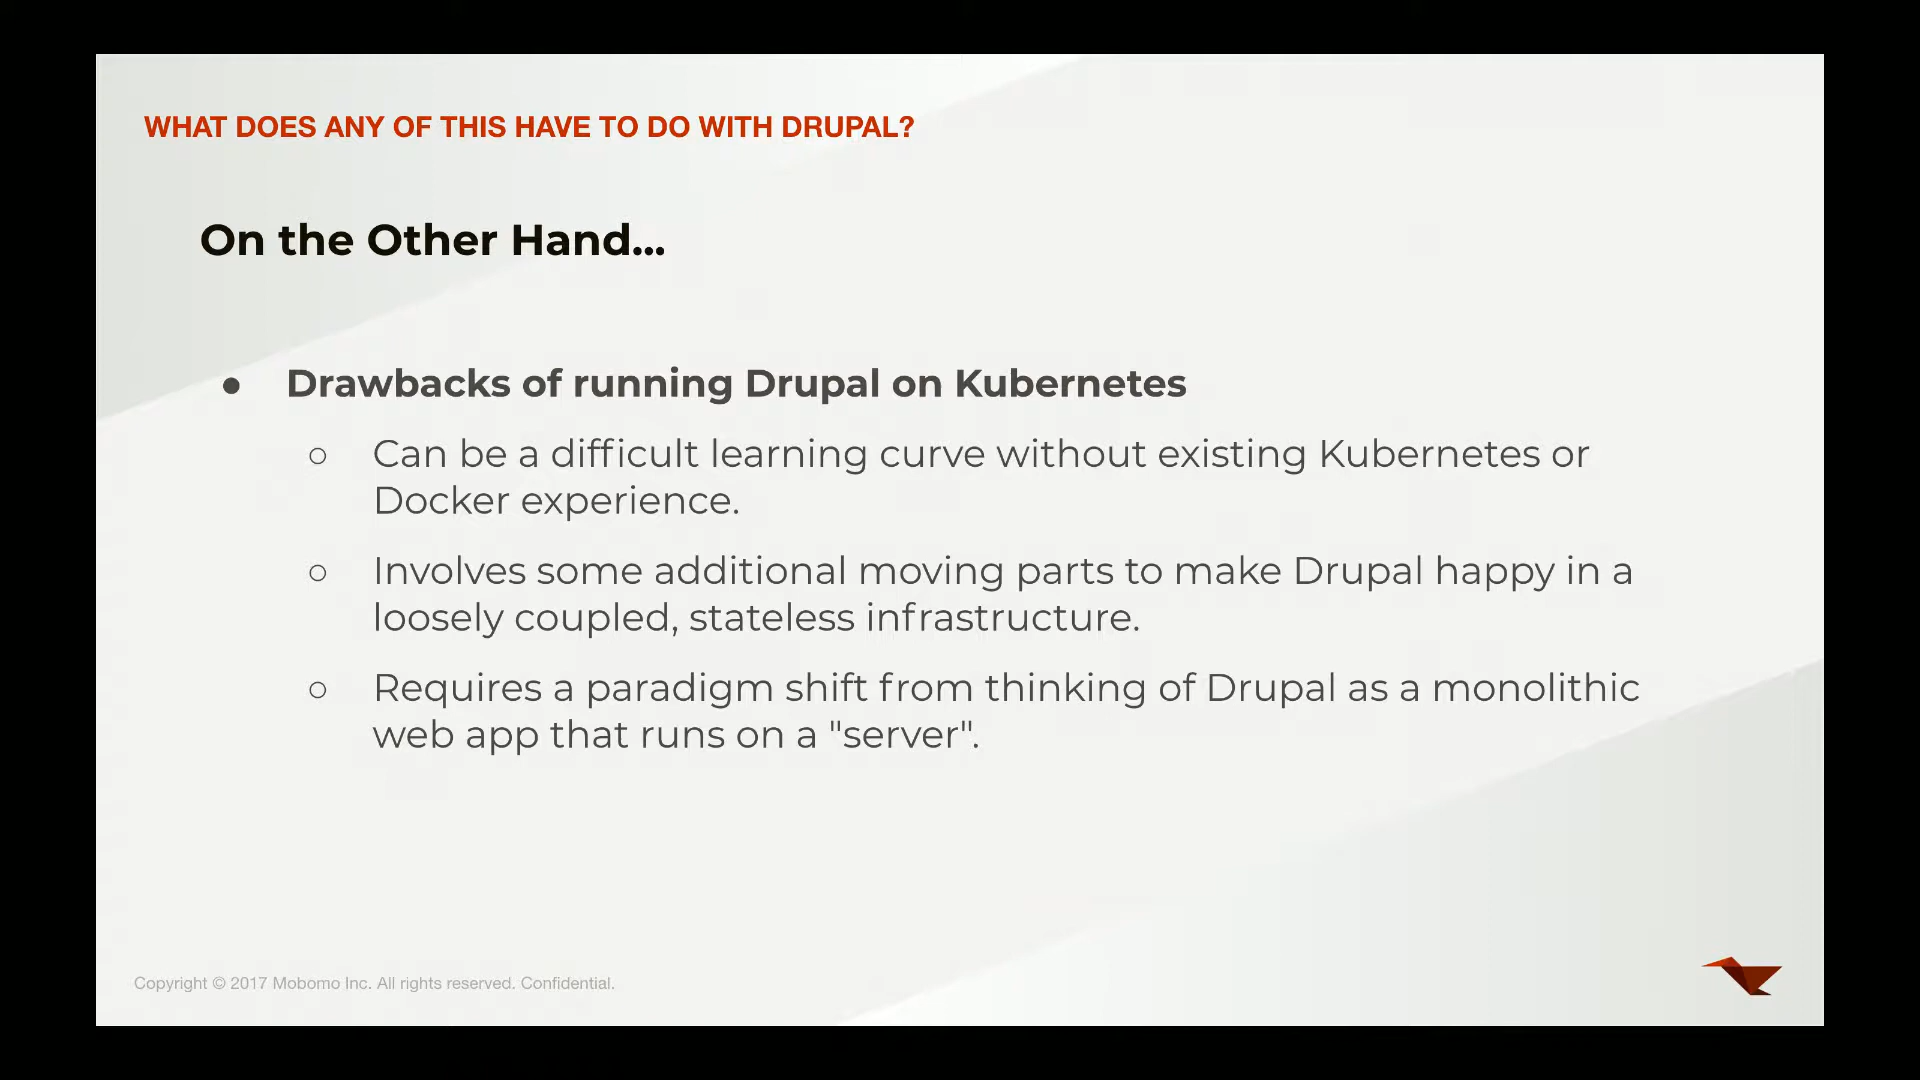 WHAT DOES ANY OF THIS HAVE TO DO WITH DRUPAL?
On the Other Hand...
● Drawbacks of running Drupal on Kubernetes
○ Can be a difficult learning curve without existing Kubernetes or
Docker experience.
○ Involves some additional moving parts to make Drupal happy in a
loosely coupled, stateless infrastructure.
○ Requires a paradigm shift from thinking of Drupal as a monolithic
web app that runs on a "server".
Copyright © 2017 Mobomo Inc. All rights reserved. Confidential.